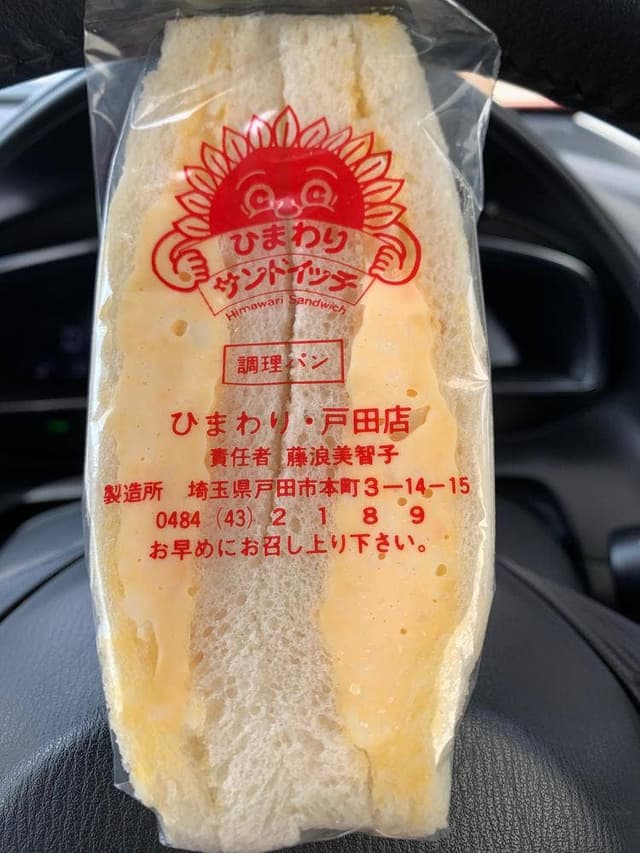 ひまわり
サンドイッチ
Himawari Sandwich
調理パン
ひまわり・戸田店
責任者 藤浪美智子
製造所 埼玉県戸田市本町3-14-15
0484 (43) 2189
お早めにお召し上り下さい。